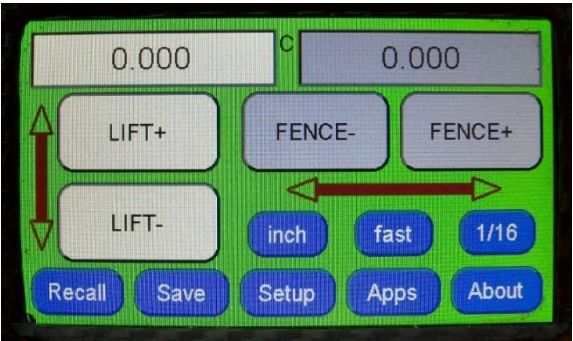 0.000 C 0.000
LIFT+ FENCE- FENCE+
LIFT-
inch fast 1/16
Recall Save Setup Apps About